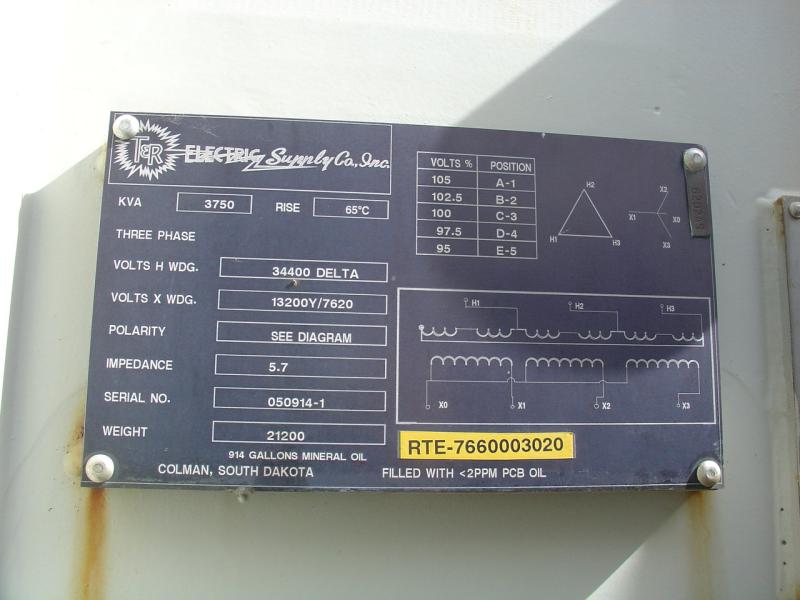 T&R ELECTRIC Supply Co., Inc.
KVA 3750 RISE 65°C
THREE PHASE
VOLTS H WDG. 34400 DELTA
VOLTS X WDG. 13200Y/7620
POLARITY SEE DIAGRAM
IMPEDANCE 5.7
SERIAL NO. 050914-1
WEIGHT 21200
914 GALLONS MINERAL OIL
COLMAN, SOUTH DAKOTA
VOLTS % POSITION
105 A-1
102.5 B-2
100 C-3
97.5 D-4
95 E-5
H2
H1 H3
X2
X1 X0
X3
H1 H2 H3
X0 X1 X2 X3
RTE-7660003020
FILLED WITH <2PPM PCB OIL